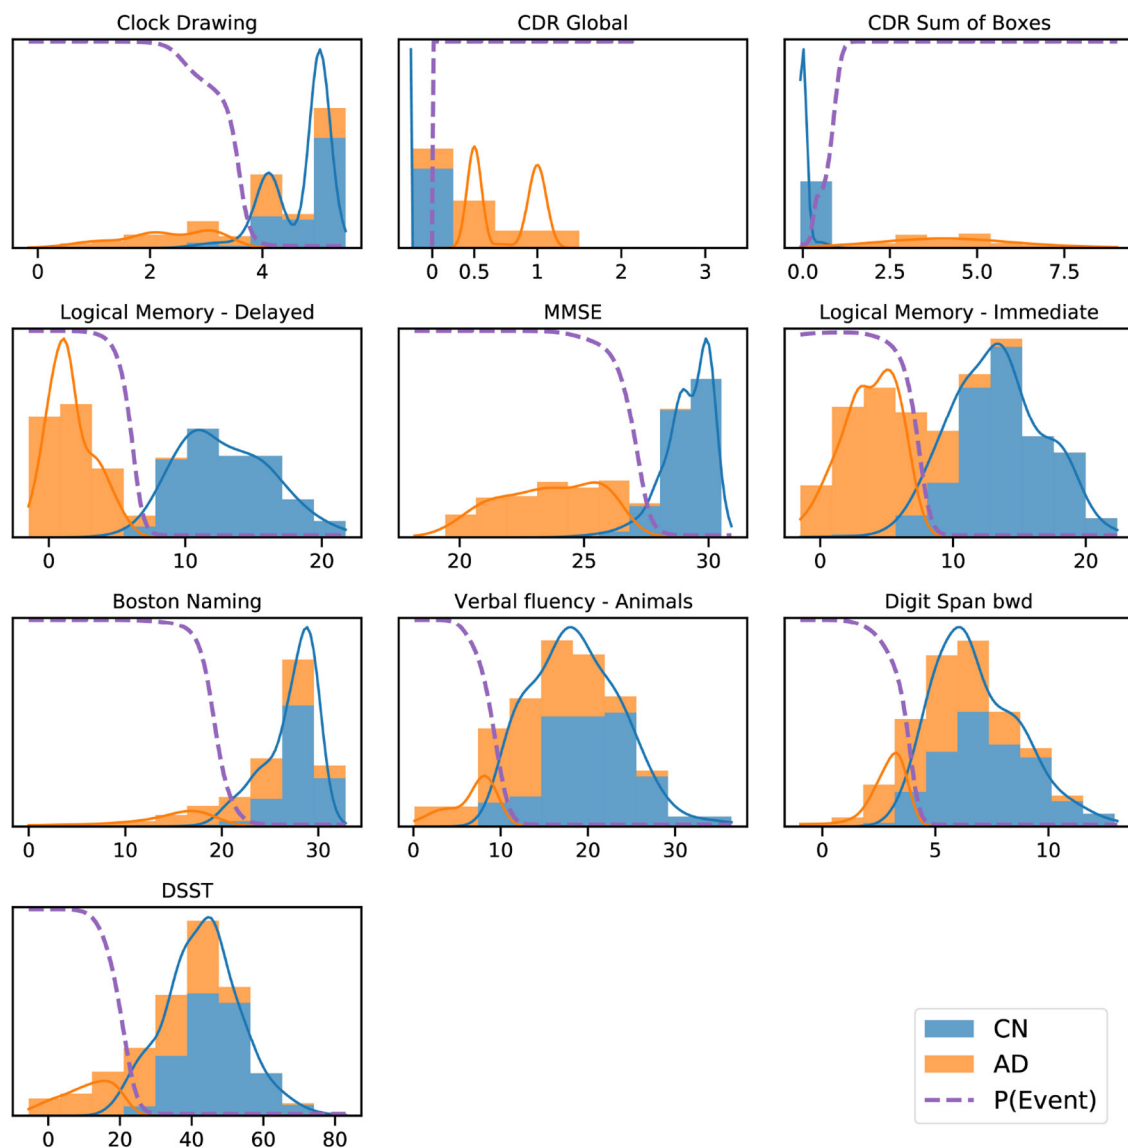 Clock Drawing
CDR Global
CDR Sum of Boxes
0 2 4
0 0.5 1 2 3
0.0 2.5 5.0 7.5
Logical Memory - Delayed
MMSE
Logical Memory - Immediate
0 10 20
20 25 30
0 10 20
Boston Naming
Verbal fluency - Animals
Digit Span bwd
0 10 20 30
0 10 20 30
0 5 10
DSST
0 20 40 60 80
CN
AD
P(Event)